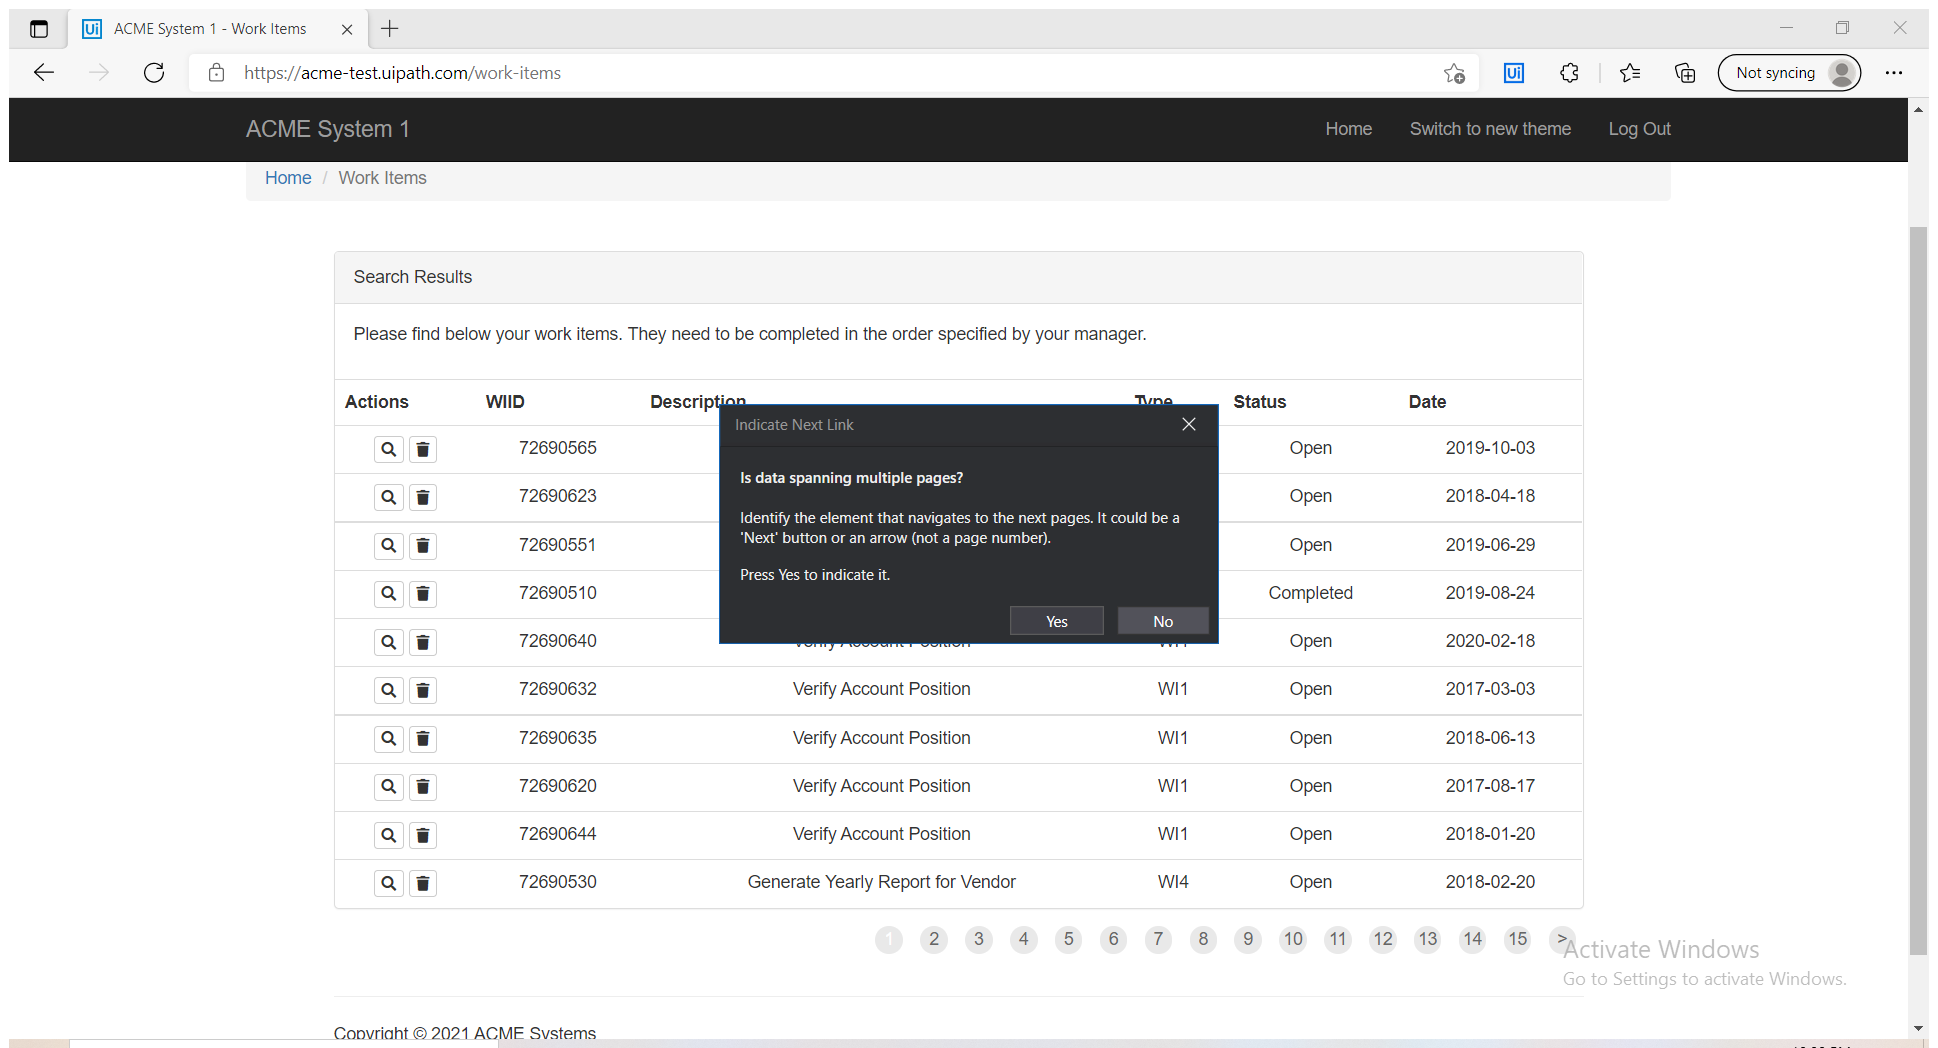 ACME System 1 - Work Items
https://acme-test.uipath.com/work-items
Ui
Not syncing
ACME System 1
Home Switch to new theme Log Out
Home / Work Items
Search Results
Please find below your work items. They need to be completed in the order specified by your manager.
Actions WIID Description Type Status Date
72690565 Open 2019-10-03
72690623 Open 2018-04-18
72690551 Open 2019-06-29
72690510 Completed 2019-08-24
72690640 Verify Account Position WI1 Open 2020-02-18
72690632 Verify Account Position WI1 Open 2017-03-03
72690635 Verify Account Position WI1 Open 2018-06-13
72690620 Verify Account Position WI1 Open 2017-08-17
72690644 Verify Account Position WI1 Open 2018-01-20
72690530 Generate Yearly Report for Vendor WI4 Open 2018-02-20
Indicate Next Link
Is data spanning multiple pages?
Identify the element that navigates to the next pages. It could be a
'Next' button or an arrow (not a page number).
Press Yes to indicate it.
Yes No
1 2 3 4 5 6 7 8 9 10 11 12 13 14 15 >
Activate Windows
Go to Settings to activate Windows.
Copyright © 2021 ACME Systems